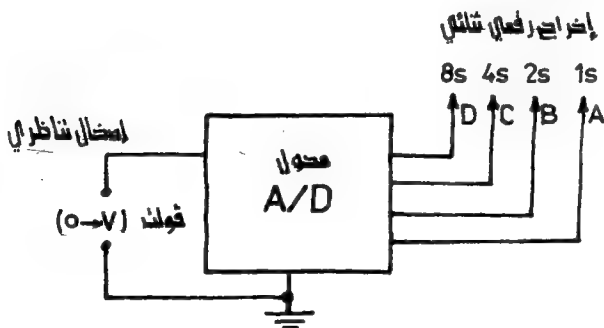 إخراج رقمي ثنائي
8s 4s 2s 1s
D C B A
إدخال تناظري
محول
A/D
فولت (0→V)